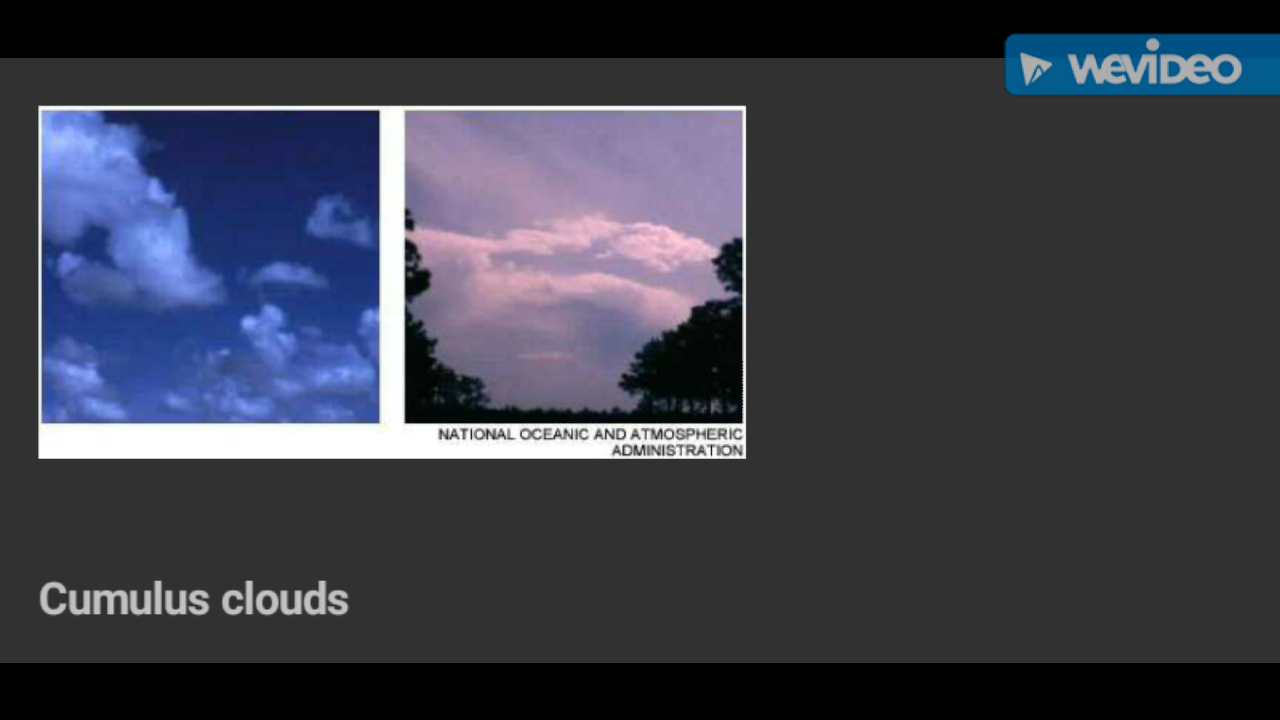 WEVIDEO
NATIONAL OCEANIC AND ATMOSPHERIC
ADMINISTRATION
Cumulus clouds